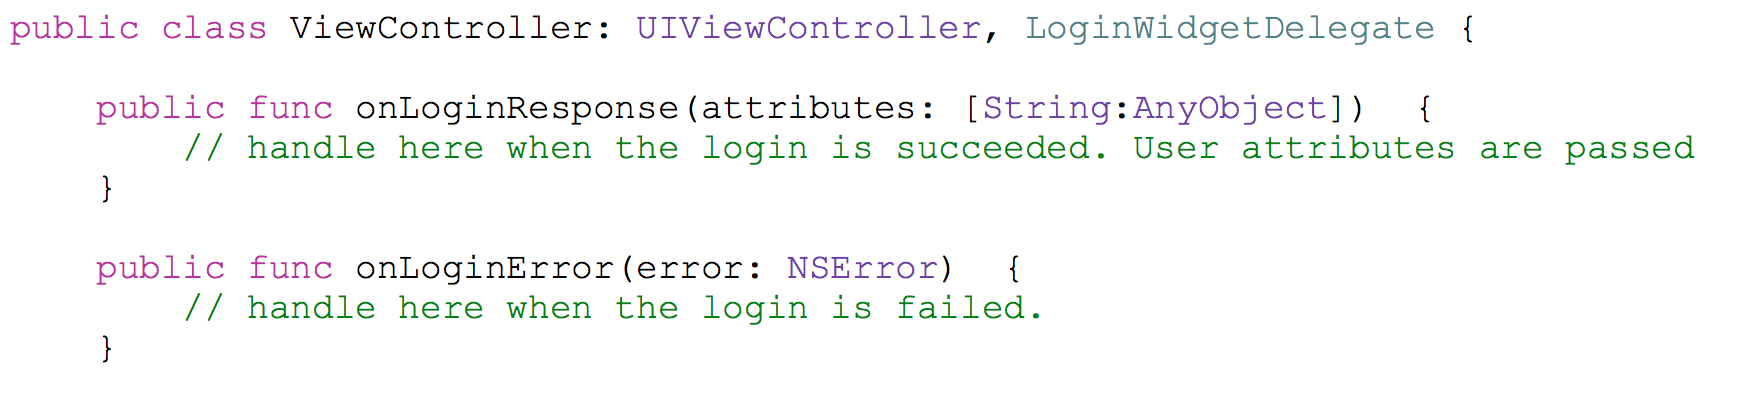 public class ViewController: UIViewController, LoginWidgetDelegate {
public func onLoginResponse(attributes: [String:AnyObject])  {
// handle here when the login is succeeded. User attributes are passed
}
public func onLoginError(error: NSError)  {
// handle here when the login is failed.
}